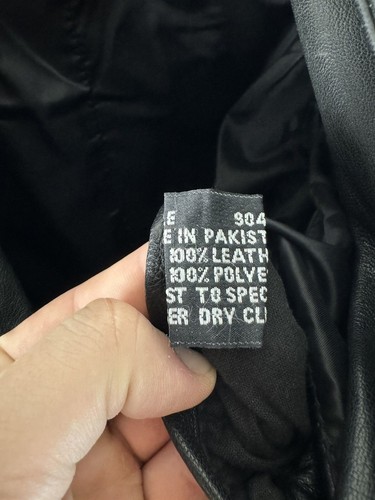 E 904
E IN PAKIST
100% LEATH
100% POLYE
ST TO SPEC
ER DRY CL